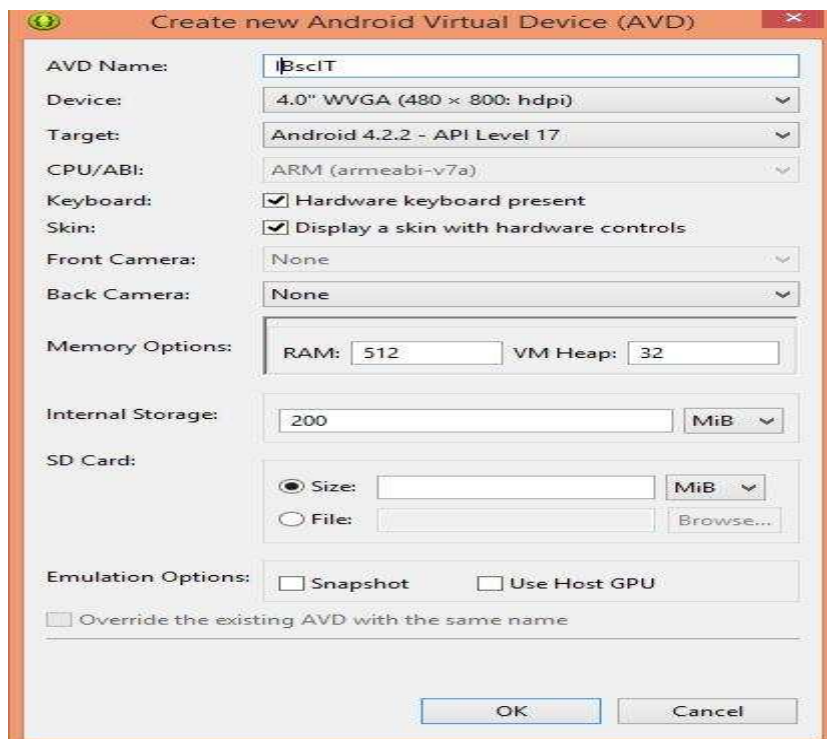 Create new Android Virtual Device (AVD)
AVD Name: IBscIT
Device: 4.0" WVGA (480 × 800: hdpi)
Target: Android 4.2.2 - API Level 17
CPU/ABI: ARM (armeabi-v7a)
Keyboard: Hardware keyboard present
Skin: Display a skin with hardware controls
Front Camera: None
Back Camera: None
Memory Options: RAM: 512 VM Heap: 32
Internal Storage: 200 MiB
SD Card:
Size: MiB
File: Browse...
Emulation Options: Snapshot Use Host GPU
Override the existing AVD with the same name
OK Cancel